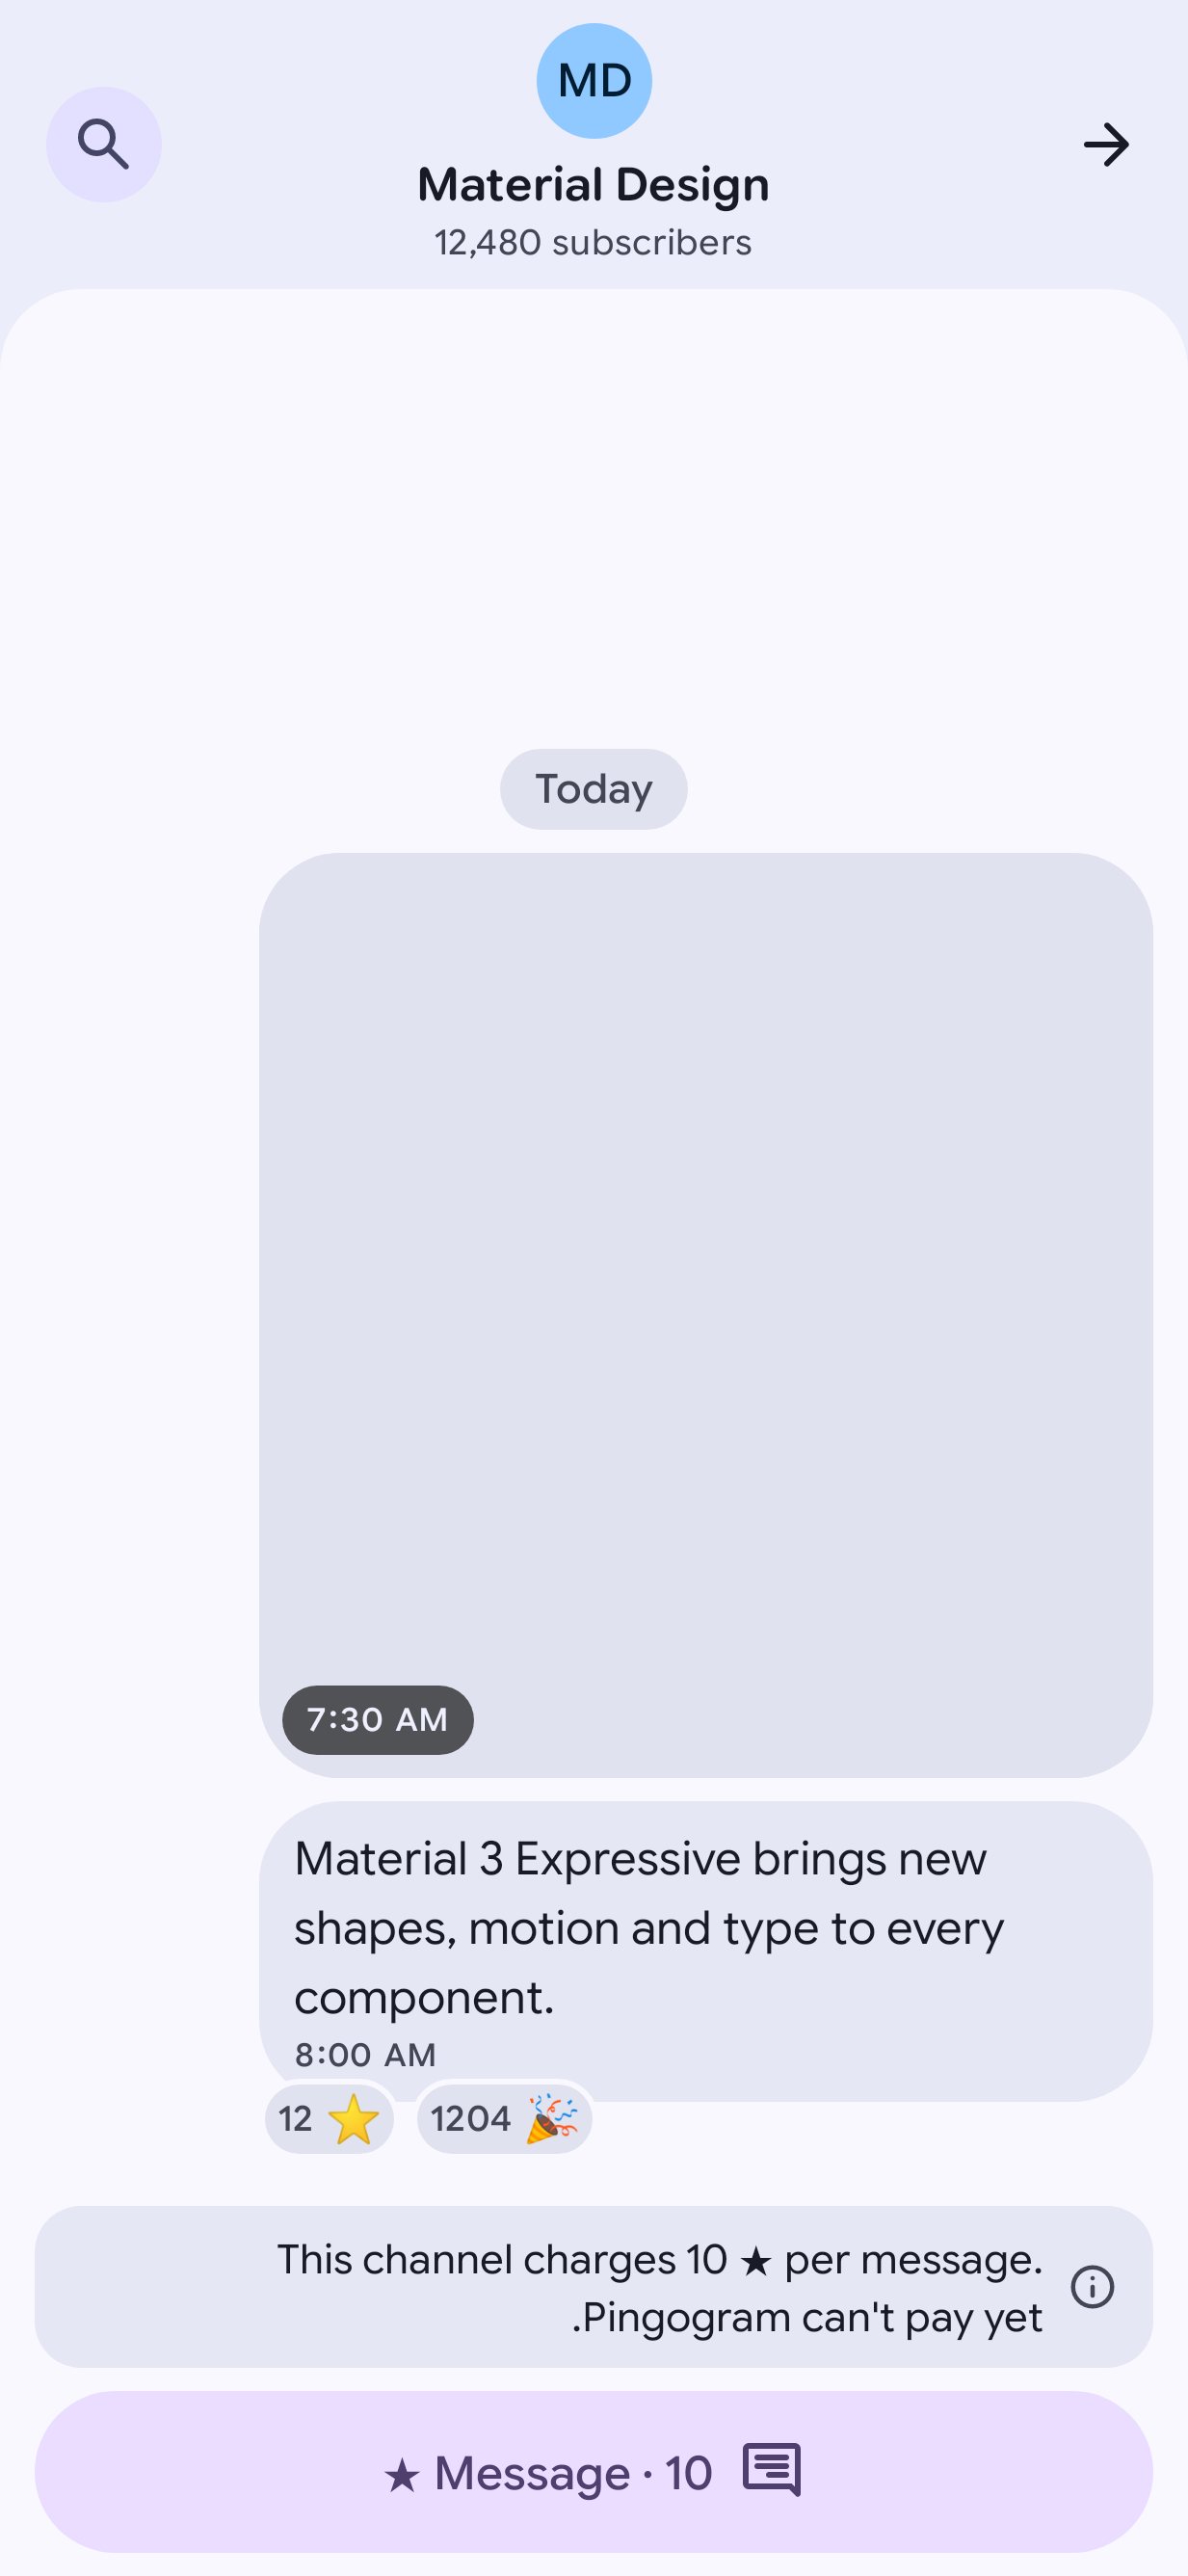 MD
Material Design
12,480 subscribers
Today
7:30 AM
Material 3 Expressive brings new
shapes, motion and type to every
component.
8:00 AM
12 ⭐ 1204 🎉
This channel charges 10 ★ per message.
.Pingogram can't pay yet
★ Message · 10